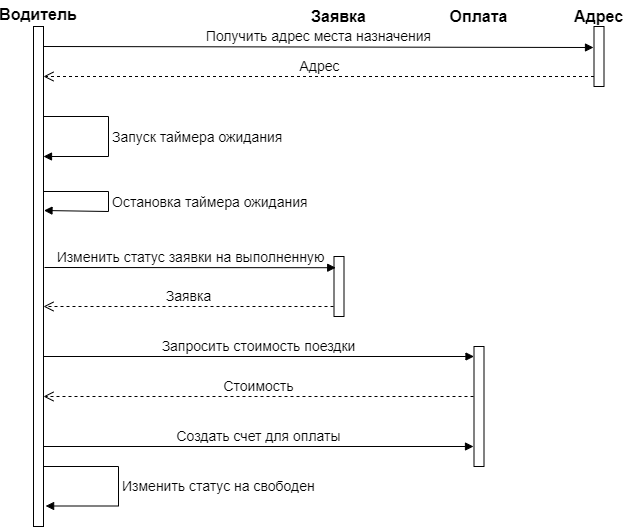 Водитель
Заявка
Оплата
Адрес
Получить адрес места назначения
Адрес
Запуск таймера ожидания
Остановка таймера ожидания
Изменить статус заявки на выполненную
Заявка
Запросить стоимость поездки
Стоимость
Создать счет для оплаты
Изменить статус на свободен